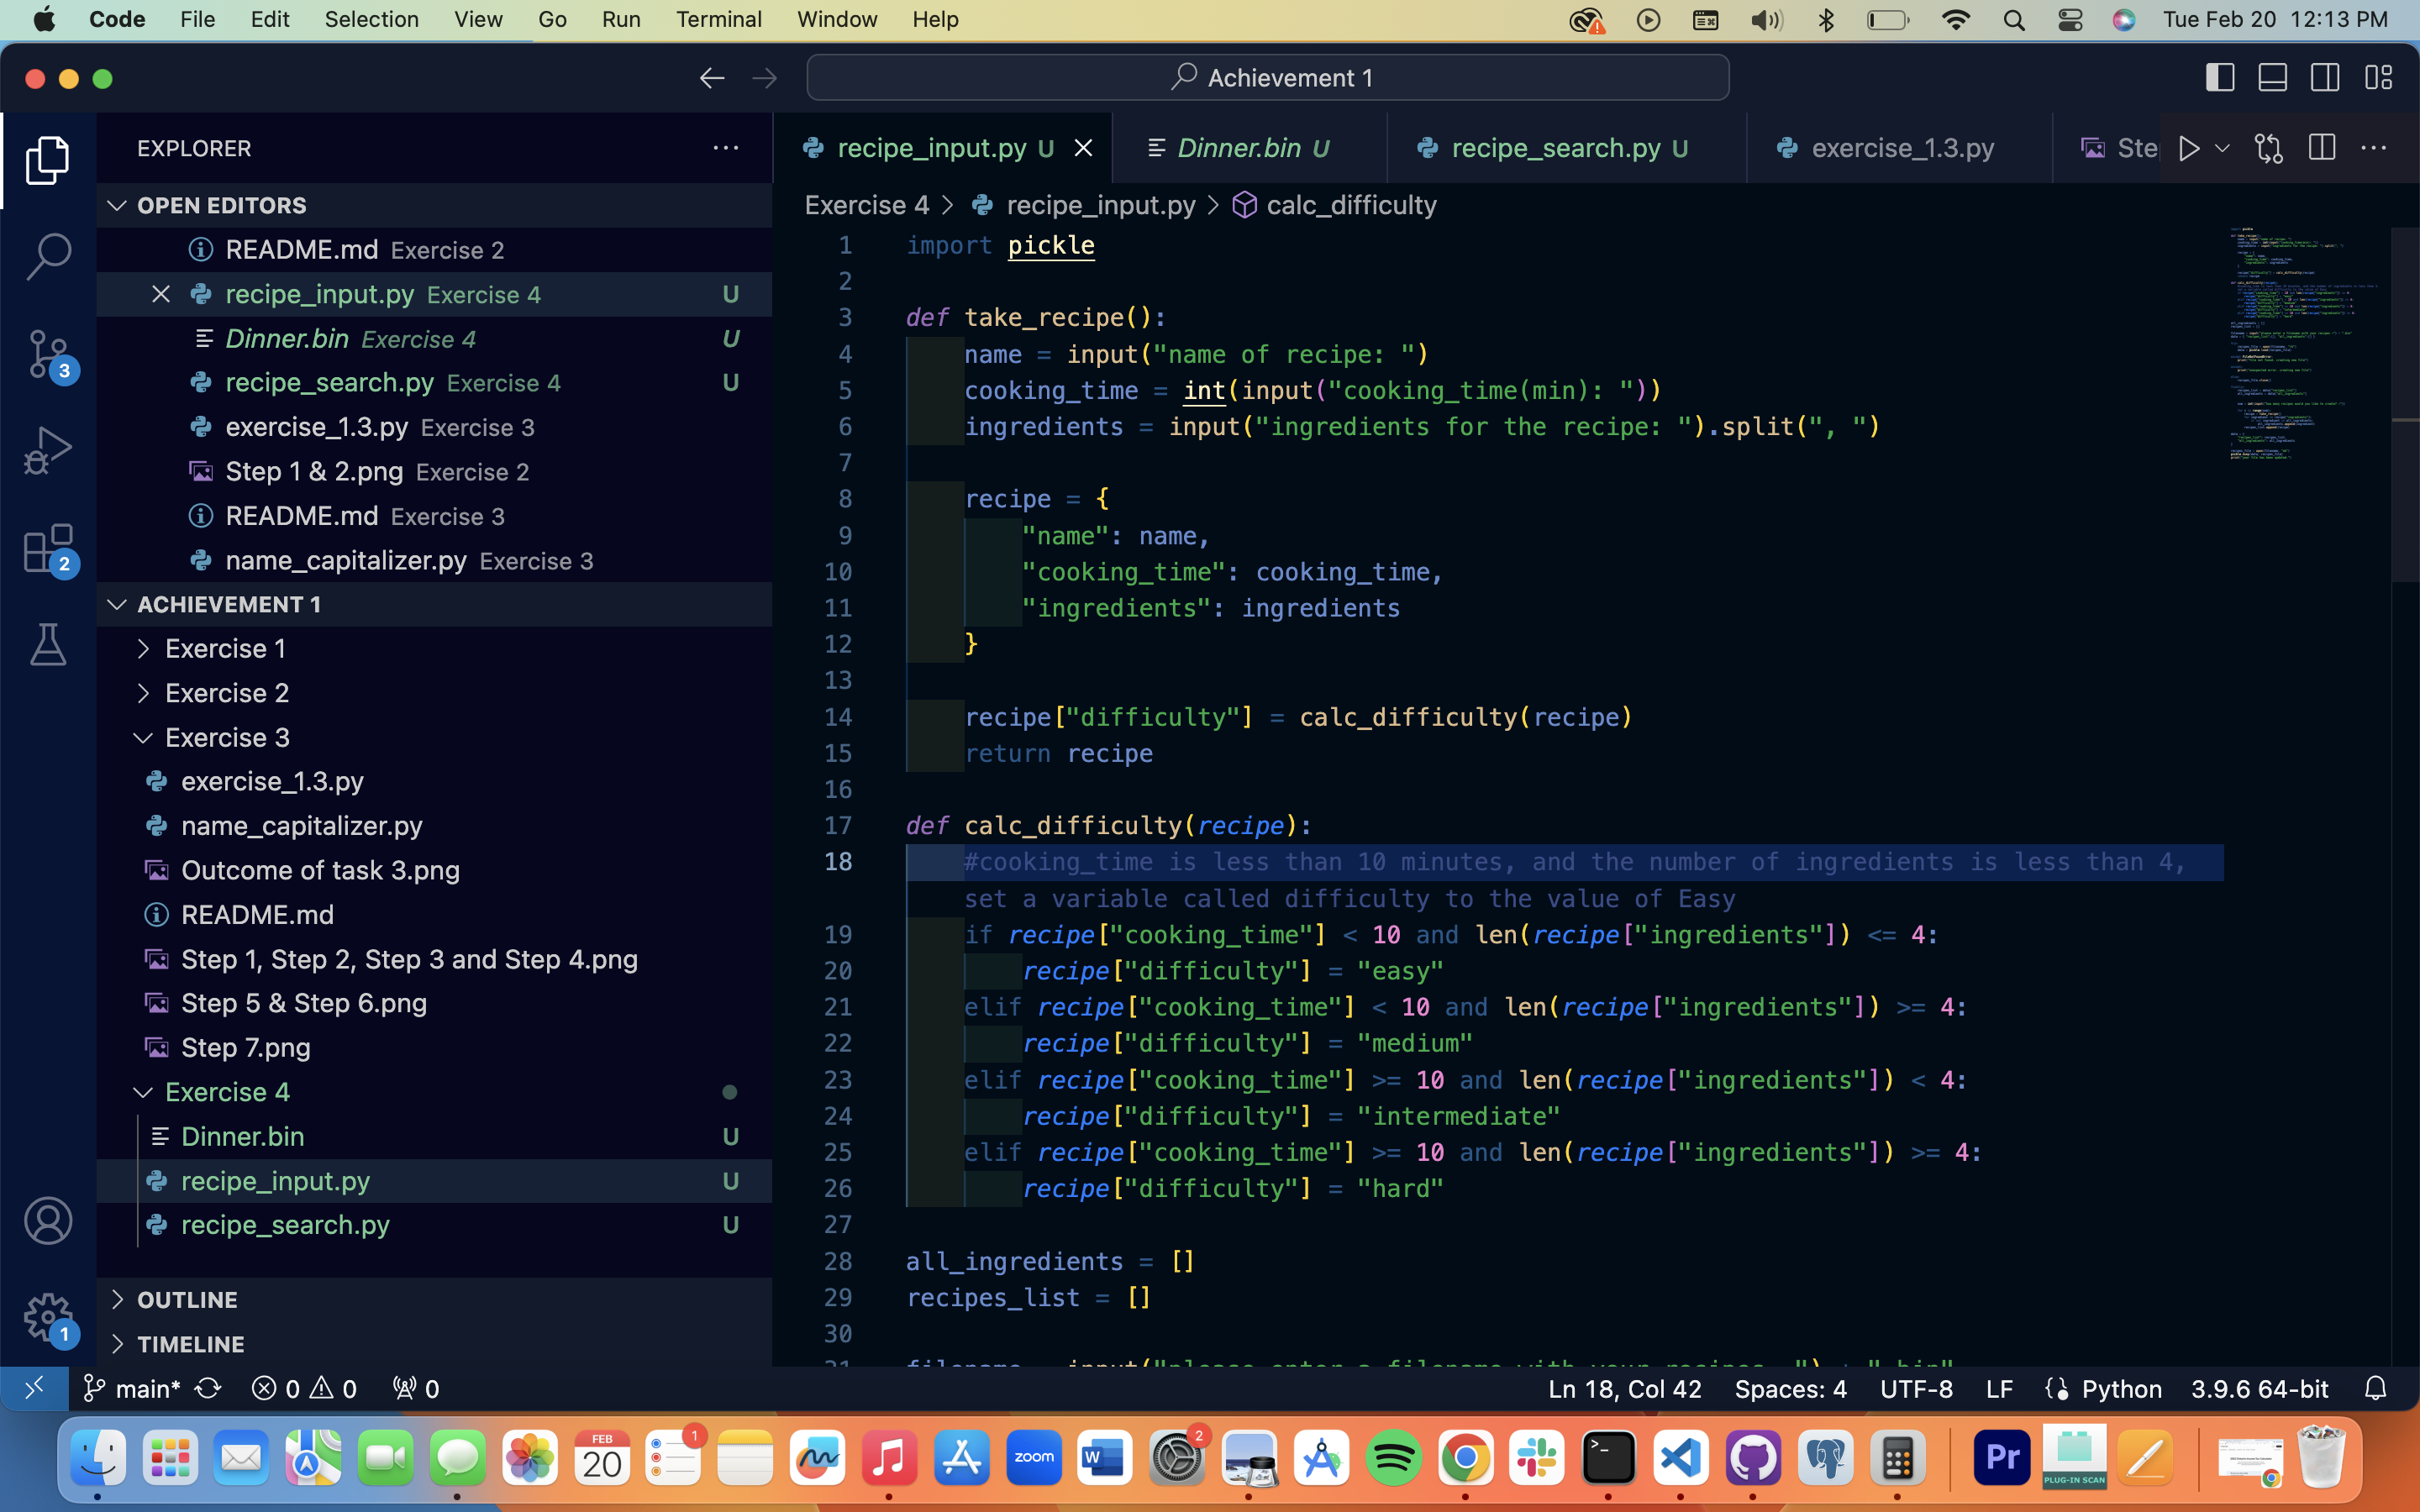 Code File Edit Selection View Go Run Terminal Window Help Tue Feb 20 12:13 PM
Achievement 1
EXPLORER
OPEN EDITORS
README.md Exercise 2
recipe_input.py Exercise 4 U
Dinner.bin Exercise 4 U
recipe_search.py Exercise 4 U
exercise_1.3.py Exercise 3
Step 1 & 2.png Exercise 2
README.md Exercise 3
name_capitalizer.py Exercise 3
ACHIEVEMENT 1
Exercise 1
Exercise 2
Exercise 3
exercise_1.3.py
name_capitalizer.py
Outcome of task 3.png
README.md
Step 1, Step 2, Step 3 and Step 4.png
Step 5 & Step 6.png
Step 7.png
Exercise 4
Dinner.bin U
recipe_input.py U
recipe_search.py U
OUTLINE
TIMELINE
3
2
1
recipe_input.py U Dinner.bin U recipe_search.py U exercise_1.3.py Ste
Exercise 4 > recipe_input.py > calc_difficulty
1 import pickle
2
3 def take_recipe():
4 name = input("name of recipe: ")
5 cooking_time = int(input("cooking_time(min): "))
6 ingredients = input("ingredients for the recipe: ").split(", ")
7
8 recipe = {
9 "name": name,
10 "cooking_time": cooking_time,
11 "ingredients": ingredients
12 }
13
14 recipe["difficulty"] = calc_difficulty(recipe)
15 return recipe
16
17 def calc_difficulty(recipe):
18 #cooking_time is less than 10 minutes, and the number of ingredients is less than 4,
set a variable called difficulty to the value of Easy
19 if recipe["cooking_time"] < 10 and len(recipe["ingredients"]) <= 4:
20 recipe["difficulty"] = "easy"
21 elif recipe["cooking_time"] < 10 and len(recipe["ingredients"]) >= 4:
22 recipe["difficulty"] = "medium"
23 elif recipe["cooking_time"] >= 10 and len(recipe["ingredients"]) < 4:
24 recipe["difficulty"] = "intermediate"
25 elif recipe["cooking_time"] >= 10 and len(recipe["ingredients"]) >= 4:
26 recipe["difficulty"] = "hard"
27
28 all_ingredients = []
29 recipes_list = []
30
main* 0 0 0 Ln 18, Col 42 Spaces: 4 UTF-8 LF Python 3.9.6 64-bit
FEB
20
1
zoom
W
2
Pr
PLUG-IN SCAN